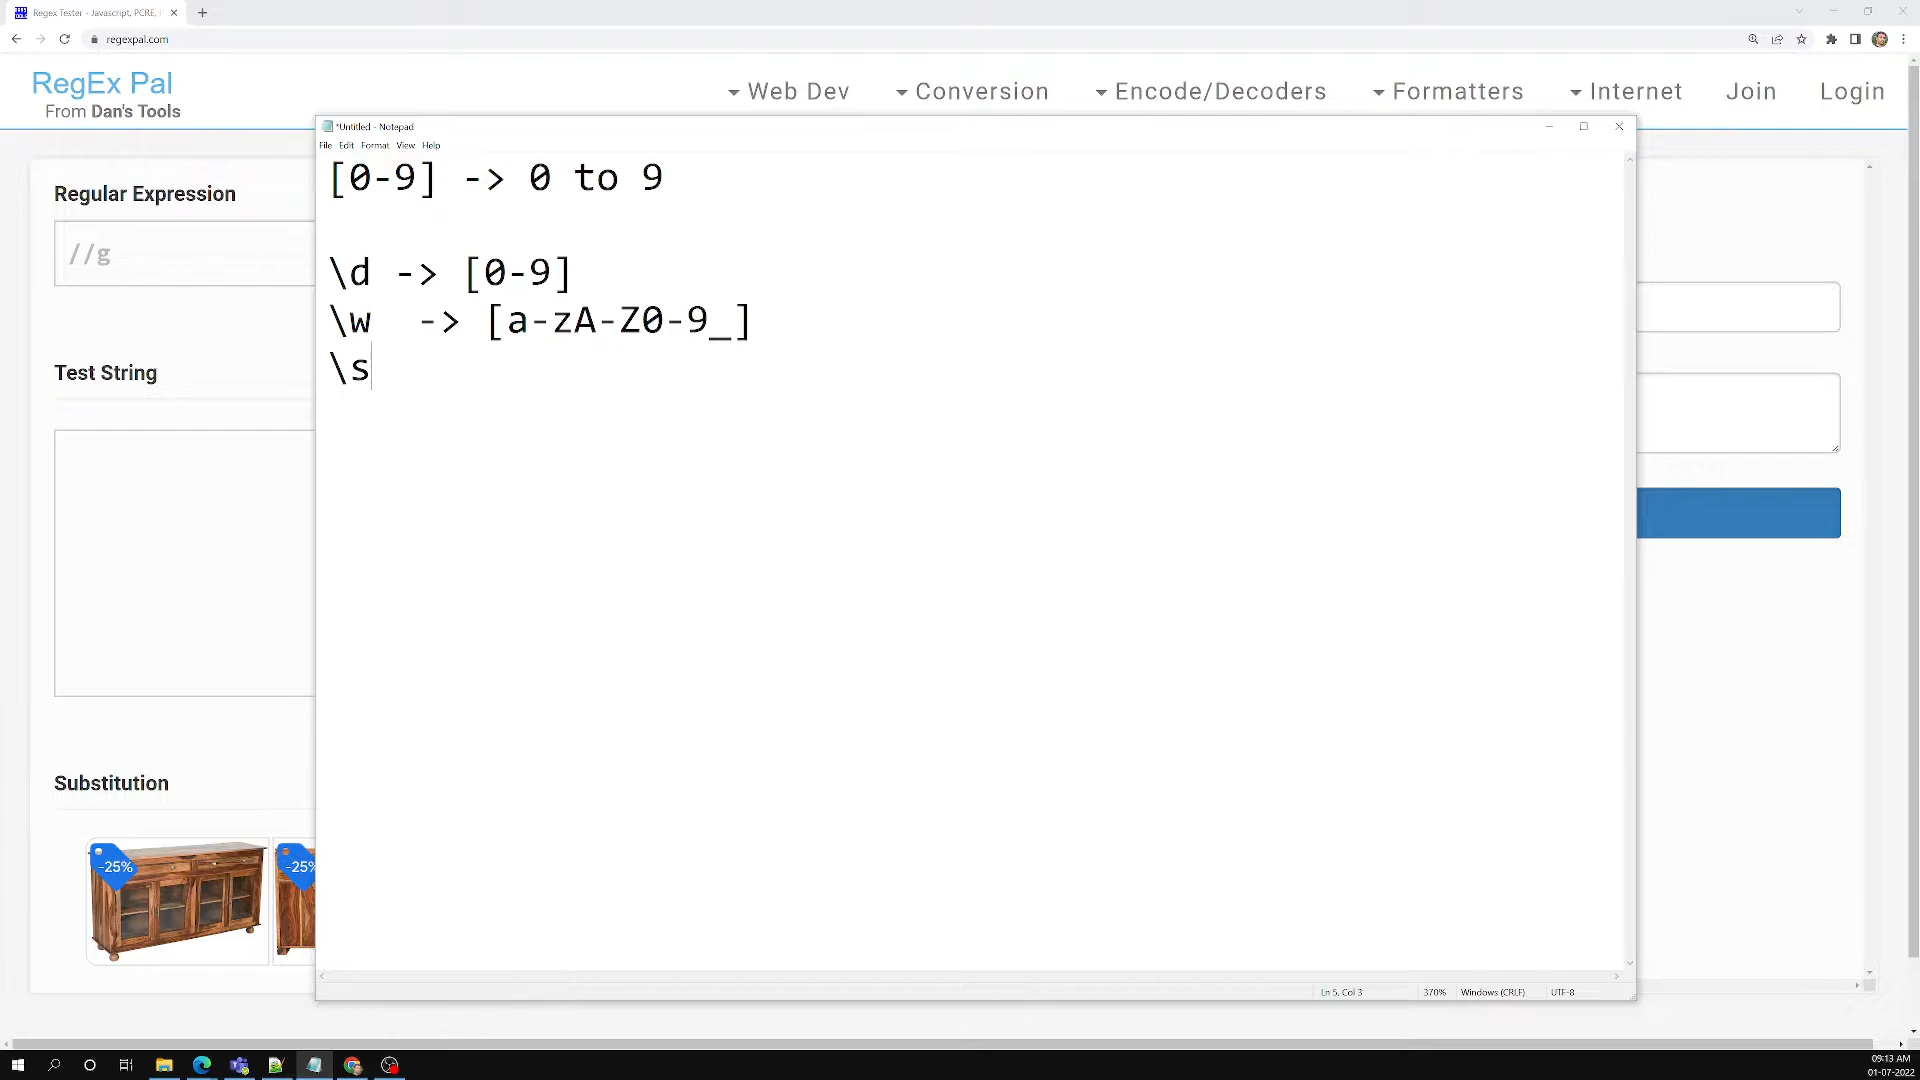 Regex Tester - Javascript, PCRE,
regexpal.com
RegEx Pal
From Dan's Tools
Web Dev
Conversion
Encode/Decoders
Formatters
Internet
Join
Login
*Untitled - Notepad
File Edit Format View Help
[0-9] -> 0 to 9
\d -> [0-9]
\w  -> [a-zA-Z0-9_]
\s
Regular Expression
//g
Test String
Substitution
-25%
-25%
Ln 5, Col 3
370%
Windows (CRLF)
UTF-8
09:13 AM
01-07-2022